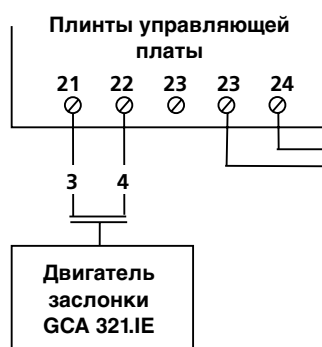 Плинты управляющей
платы
21 22 23 23 24
3 4
Двигатель
заслонки
GCA 321.IE